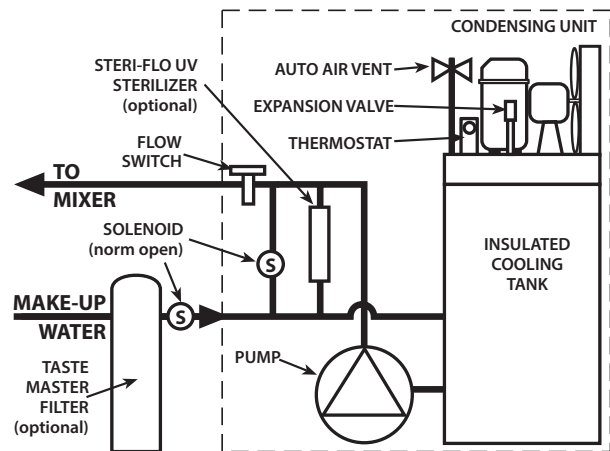 CONDENSING UNIT
STERI-FLO UV
STERILIZER
(optional)
AUTO AIR VENT
EXPANSION VALVE
THERMOSTAT
FLOW
SWITCH
TO
MIXER
SOLENOID
(norm open)
S
S
INSULATED
COOLING
TANK
MAKE-UP
WATER
PUMP
TASTE
MASTER
FILTER
(optional)